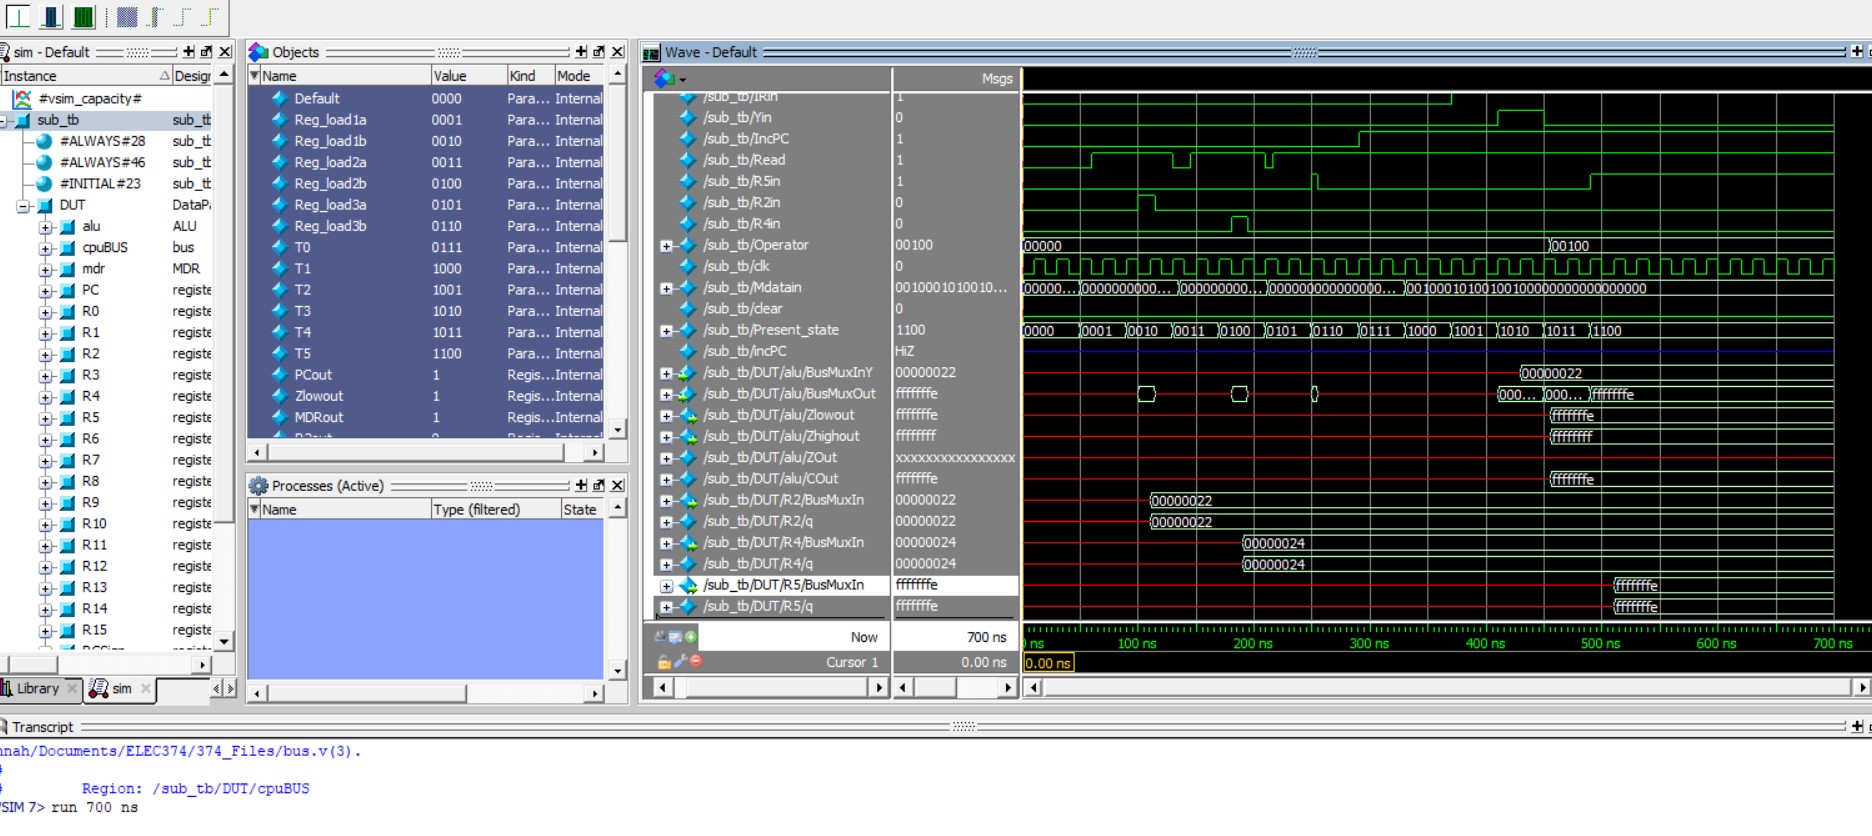 sim - Default
Instance Design
#vsim_capacity#
sub_tb sub_tb
#ALWAYS#28 sub_tb
#ALWAYS#46 sub_tb
#INITIAL#23 sub_tb
DUT DataPa
alu ALU
cpuBUS bus
mdr MDR
PC registe
R0 registe
R1 registe
R2 registe
R3 registe
R4 registe
R5 registe
R6 registe
R7 registe
R8 registe
R9 registe
R10 registe
R11 registe
R12 registe
R13 registe
R14 registe
R15 registe
Library sim
Objects
Name Value Kind Mode
Default 0000 Para... Internal
Reg_load1a 0001 Para... Internal
Reg_load1b 0010 Para... Internal
Reg_load2a 0011 Para... Internal
Reg_load2b 0100 Para... Internal
Reg_load3a 0101 Para... Internal
Reg_load3b 0110 Para... Internal
T0 0111 Para... Internal
T1 1000 Para... Internal
T2 1001 Para... Internal
T3 1010 Para... Internal
T4 1011 Para... Internal
T5 1100 Para... Internal
PCout 1 Regis... Internal
Zlowout 1 Regis... Internal
MDRout 1 Regis... Internal
Processes (Active)
Name Type (filtered) State
Wave - Default
Msgs
/sub_tb/IRin 1
/sub_tb/Yin 0
/sub_tb/IncPC 1
/sub_tb/Read 1
/sub_tb/R5in 1
/sub_tb/R2in 0
/sub_tb/R4in 0
/sub_tb/Operator 00100 00000 00100
/sub_tb/clk 0
/sub_tb/Mdatain 0010001010010... 00000... 0000000000... 000000000... 00000000000000... 00100010100100100000000000000000
/sub_tb/clear 0
/sub_tb/Present_state 1100 0000 0001 0010 0011 0100 0101 0110 0111 1000 1001 1010 1011 1100
/sub_tb/incPC HiZ
/sub_tb/DUT/alu/BusMuxInY 00000022 00000022
/sub_tb/DUT/alu/BusMuxOut fffffffe 000... 000... fffffffe
/sub_tb/DUT/alu/Zlowout fffffffe fffffffe
/sub_tb/DUT/alu/Zhighout ffffffff ffffffff
/sub_tb/DUT/alu/ZOut xxxxxxxxxxxxxxxx
/sub_tb/DUT/alu/COut fffffffe fffffffe
/sub_tb/DUT/R2/BusMuxIn 00000022 00000022
/sub_tb/DUT/R2/q 00000022 00000022
/sub_tb/DUT/R4/BusMuxIn 00000024 00000024
/sub_tb/DUT/R4/q 00000024 00000024
/sub_tb/DUT/R5/BusMuxIn fffffffe fffffffe
/sub_tb/DUT/R5/q fffffffe fffffffe
Now 700 ns ns 100 ns 200 ns 300 ns 400 ns 500 ns 600 ns 700 ns
Cursor 1 0.00 ns 0.00 ns
Transcript
nnah/Documents/ELEC374/374_Files/bus.v(3).
#
# Region: /sub_tb/DUT/cpuBUS
VSIM 7> run 700 ns